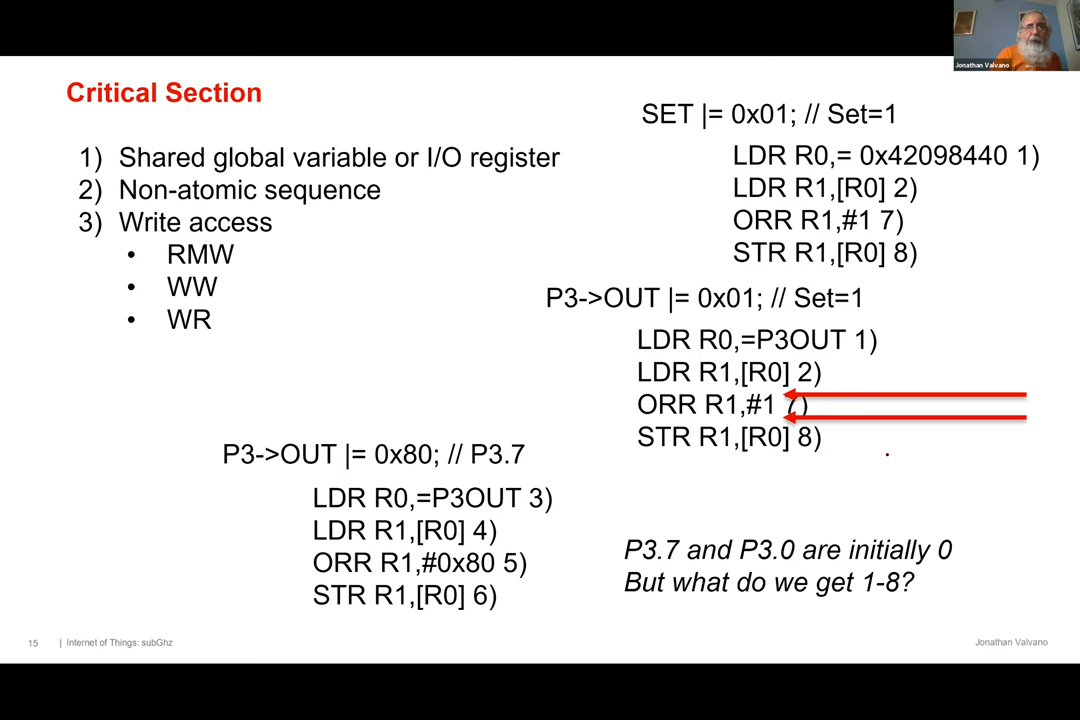 Jonathan Valvano
Critical Section
1) Shared global variable or I/O register
2) Non-atomic sequence
3) Write access
• RMW
• WW
• WR
SET |= 0x01; // Set=1
LDR R0,= 0x42098440 1)
LDR R1,[R0] 2)
ORR R1,#1 7)
STR R1,[R0] 8)
P3->OUT |= 0x01; // Set=1
LDR R0,=P3OUT 1)
LDR R1,[R0] 2)
ORR R1,#1 7)
STR R1,[R0] 8)
P3->OUT |= 0x80; // P3.7
LDR R0,=P3OUT 3)
LDR R1,[R0] 4)
ORR R1,#0x80 5)
STR R1,[R0] 6)
P3.7 and P3.0 are initially 0
But what do we get 1-8?
15 | Internet of Things: subGhz
Jonathan Valvano